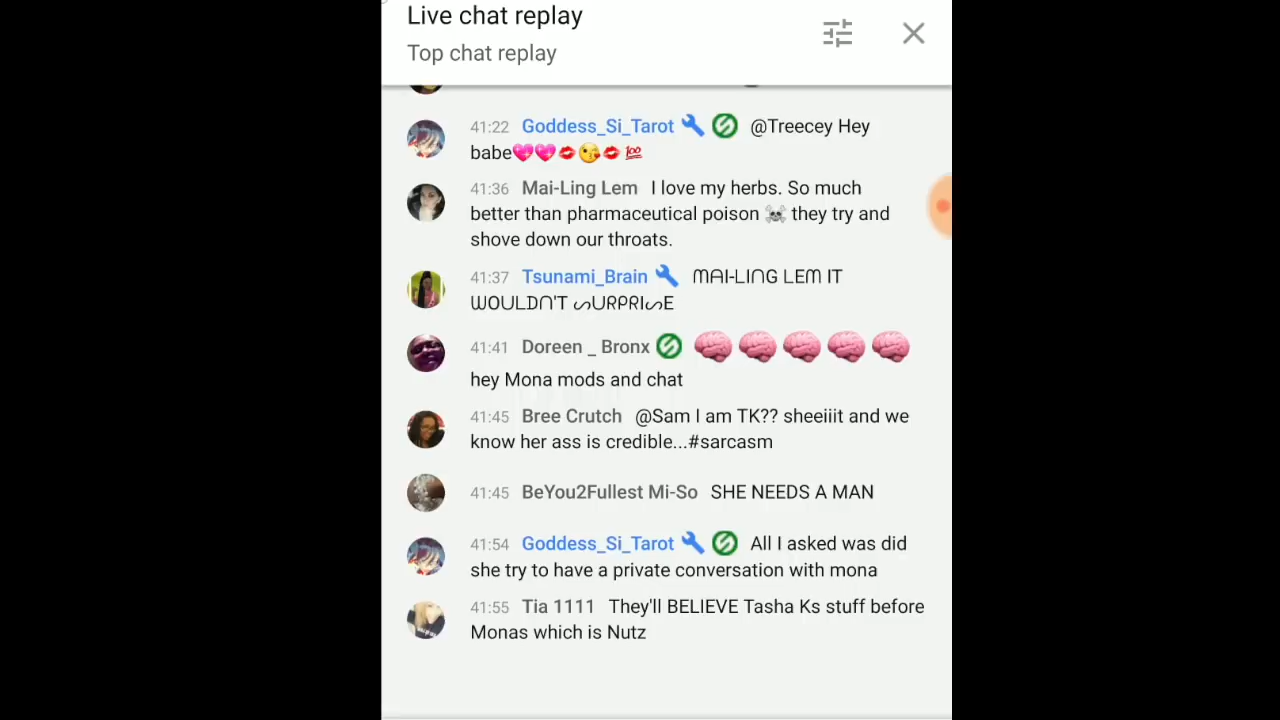 Live chat replay
Top chat replay
41:22 Goddess_Si_Tarot @Treecey Hey
babe💖💖💋😘💋💯
41:36 Mai-Ling Lem I love my herbs. So much
better than pharmaceutical poison ☠ they try and
shove down our throats.
41:37 Tsunami_Brain ᗰᗩI-ᒪIᑎG ᒪEᗰ IT
ᗯOᑌᒪᗪᑎ'T ᔕᑌᖇᑭᖇIᔕE
41:41 Doreen _ Bronx 🧠🧠🧠🧠🧠
hey Mona mods and chat
41:45 Bree Crutch @Sam I am TK?? sheeiiit and we
know her ass is credible...#sarcasm
41:45 BeYou2Fullest Mi-So SHE NEEDS A MAN
41:54 Goddess_Si_Tarot All I asked was did
she try to have a private conversation with mona
41:55 Tia 1111 They'll BELIEVE Tasha Ks stuff before
Monas which is Nutz